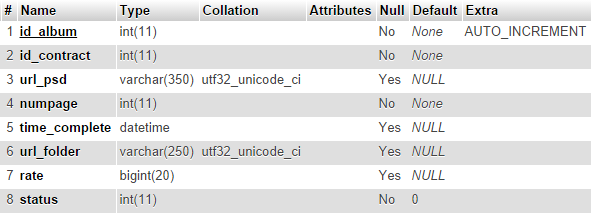 # Name Type Collation Attributes Null Default Extra
1 id_album int(11) No None AUTO_INCREMENT
2 id_contract int(11) No None
3 url_psd varchar(350) utf32_unicode_ci Yes NULL
4 numpage int(11) No None
5 time_complete datetime Yes NULL
6 url_folder varchar(250) utf32_unicode_ci Yes NULL
7 rate bigint(20) Yes NULL
8 status int(11) No 0